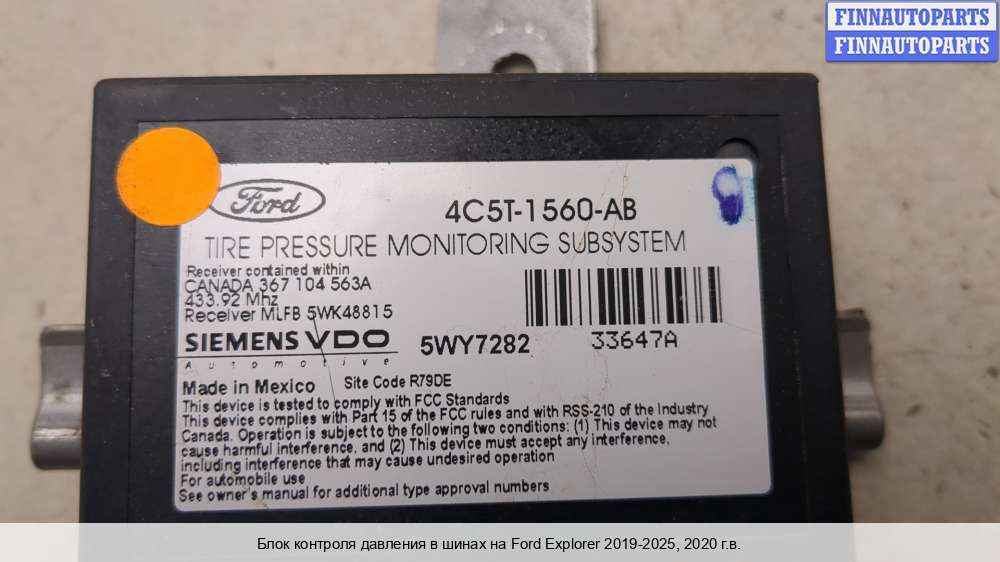 FINNAUTOPARTS
FINNAUTOPARTS
Ford
4C5T-1560-AB
TIRE PRESSURE MONITORING SUBSYSTEM
Receiver contained within
CANADA 367 104 563A
433.92 Mhz
Receiver MLFB 5WK48815
SIEMENS VDO
Automotive
5WY7282
33647A
Made in Mexico Site Code R79DE
This device is tested to comply with FCC Standards
This device complies with Part 15 of the FCC rules and with RSS-210 of the Industry
Canada. Operation is subject to the following two conditions: (1) This device may not
cause harmful interference, and (2) This device must accept any interference,
including interference that may cause undesired operation
For automobile use
See owner's manual for additional type approval numbers
Блок контроля давления в шинах на Ford Explorer 2019-2025, 2020 г.в.